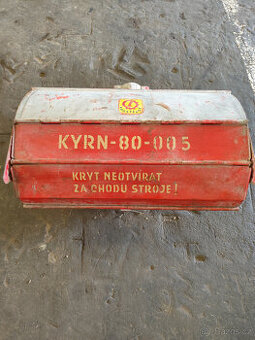 KYRN-80-005
KRYT NEOTVÍRAT
ZA CHODU STROJE!